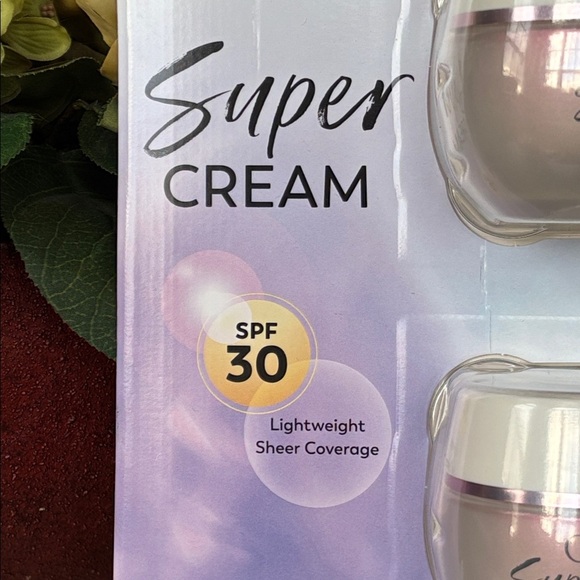 Super
CREAM
SPF
30
Lightweight
Sheer Coverage